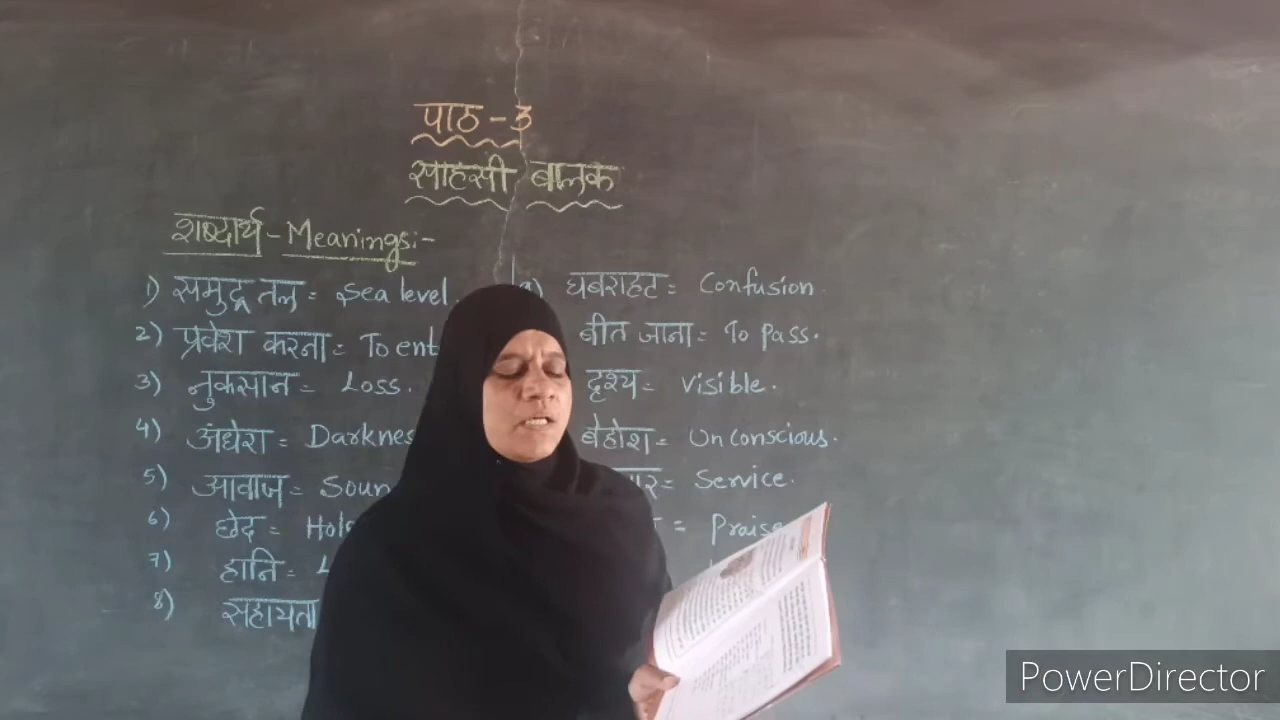 पाठ - 3
साहसी बालक
शब्दार्थ - Meanings:-
1) समुद्र तल = Sea level.
2) प्रवेश करना = To ent
3) नुकसान = Loss.
4) अंधेरा = Darknes
5) आवाज = Soun
6) छेद = Hole
7) हानि =
8) सहायता
9) घबराहट = Confusion.
बीत जाना = To pass.
दृश्य = visible.
बेहोश = Unconscious.
= Service.
= Praise
PowerDirector